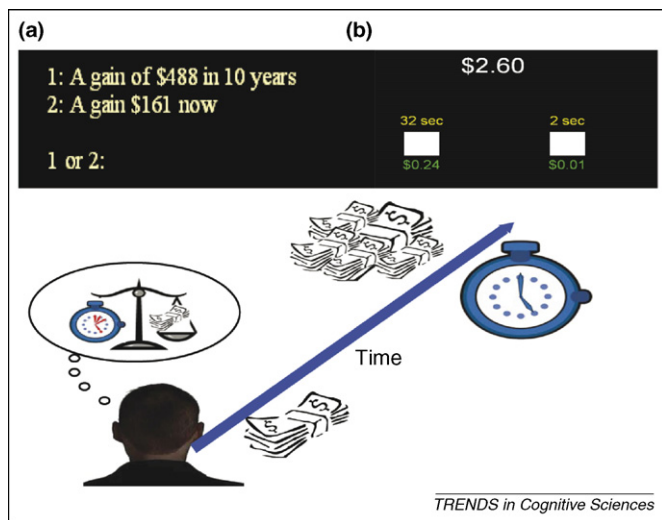 (a)
1: A gain of $488 in 10 years
2: A gain $161 now
1 or 2:
(b)
$2.60
32 sec
$0.24
2 sec
$0.01
Time
TRENDS in Cognitive Sciences